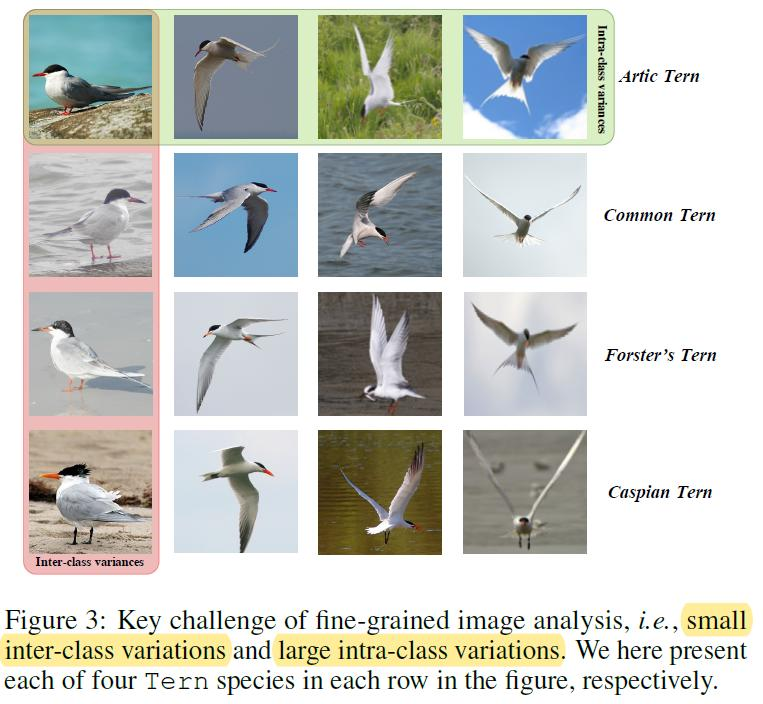 Intra-class variances
Artic Tern
Common Tern
Forster's Tern
Caspian Tern
Inter-class variances
Figure 3: Key challenge of fine-grained image analysis, i.e., small
inter-class variations and large intra-class variations. We here present
each of four Tern species in each row in the figure, respectively.